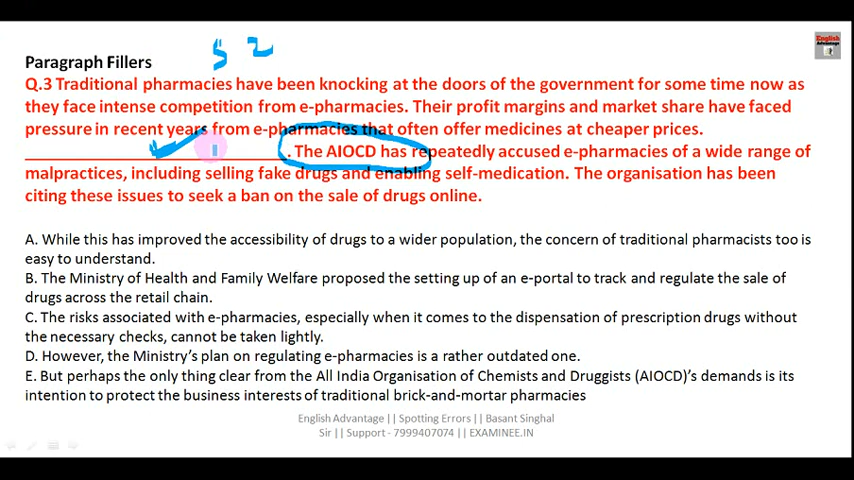 S 2
English
Advantage
Paragraph Fillers
Q.3 Traditional pharmacies have been knocking at the doors of the government for some time now as
they face intense competition from e-pharmacies. Their profit margins and market share have faced
pressure in recent years from e-pharmacies that often offer medicines at cheaper prices.
______________________________. The AIOCD has repeatedly accused e-pharmacies of a wide range of
malpractices, including selling fake drugs and enabling self-medication. The organisation has been
citing these issues to seek a ban on the sale of drugs online.
A. While this has improved the accessibility of drugs to a wider population, the concern of traditional pharmacists too is
easy to understand.
B. The Ministry of Health and Family Welfare proposed the setting up of an e-portal to track and regulate the sale of
drugs across the retail chain.
C. The risks associated with e-pharmacies, especially when it comes to the dispensation of prescription drugs without
the necessary checks, cannot be taken lightly.
D. However, the Ministry's plan on regulating e-pharmacies is a rather outdated one.
E. But perhaps the only thing clear from the All India Organisation of Chemists and Druggists (AIOCD)'s demands is its
intention to protect the business interests of traditional brick-and-mortar pharmacies
English Advantage || Spotting Errors || Basant Singhal
Sir || Support - 7999407074 || EXAMINEE.IN